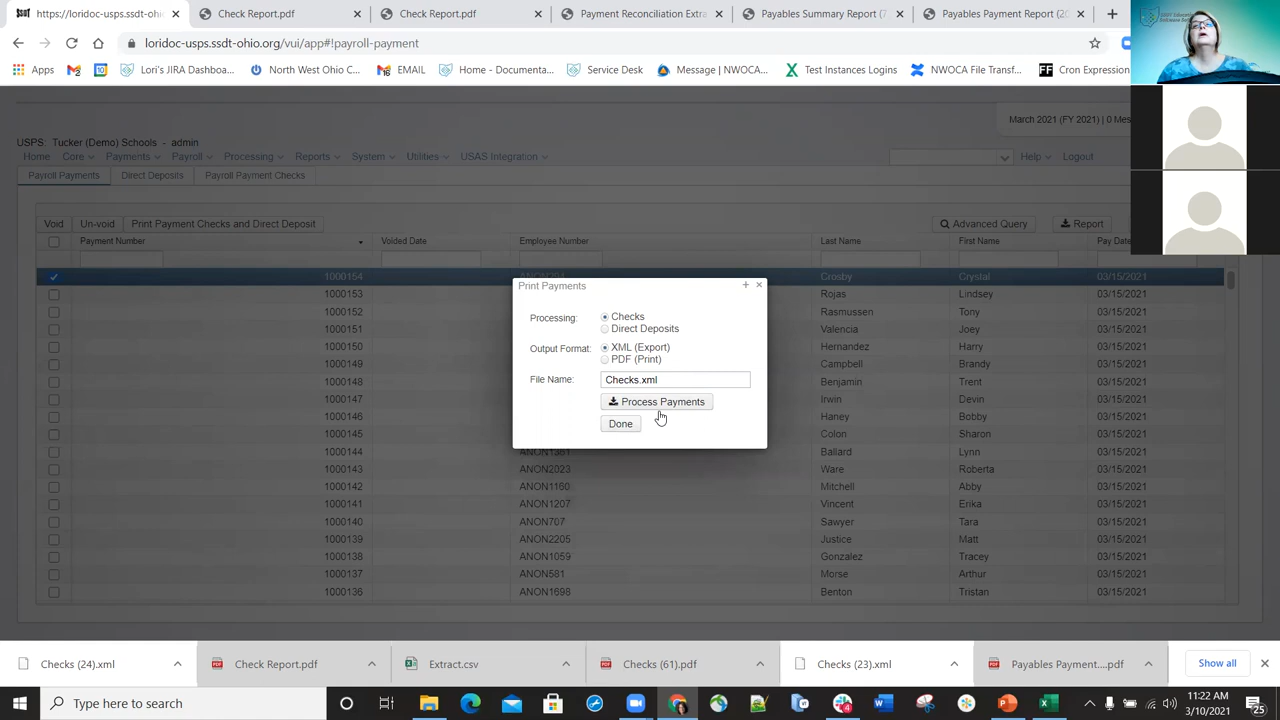 https://loridoc-usps.ssdt-ohio
Check Report.pdf
Check Report.pdf
Payment Reconciliation Extra
Payables Summary Report (7
Payables Payment Report (20
loridoc-usps.ssdt-ohio.org/vui/app#!payroll-payment
Apps
Lori's JIRA Dashboa...
North West Ohio C...
EMAIL
Home - Documenta...
Service Desk
Message | NWOCA...
Test Instances Logins
NWOCA File Transf...
Cron Expression
March 2021 (FY 2021) | 0 Mes
USPS: Tucker (Demo) Schools - admin
Home Core Payments Payroll Processing Reports System Utilities USAS Integration Help Logout
Payroll Payments Direct Deposits Payroll Payment Checks
Void Un-void Print Payment Checks and Direct Deposit Advanced Query Report
Payment Number Voided Date Employee Number Last Name First Name Pay Date
1000154 ANON294 Crosby Crystal 03/15/2021
1000153 Rojas Lindsey 03/15/2021
1000152 Rasmussen Tony 03/15/2021
1000151 Valencia Joey 03/15/2021
1000150 Hernandez Harry 03/15/2021
1000149 Campbell Brandy 03/15/2021
1000148 Benjamin Trent 03/15/2021
1000147 Irwin Devin 03/15/2021
1000146 Haney Bobby 03/15/2021
1000145 Colon Sharon 03/15/2021
1000144 ANON1351 Ballard Lynn 03/15/2021
1000143 ANON2023 Ware Roberta 03/15/2021
1000142 ANON1160 Mitchell Abby 03/15/2021
1000141 ANON1207 Vincent Erika 03/15/2021
1000140 ANON707 Sawyer Tara 03/15/2021
1000139 ANON2205 Justice Matt 03/15/2021
1000138 ANON1059 Gonzalez Tracey 03/15/2021
1000137 ANON581 Morse Arthur 03/15/2021
1000136 ANON1698 Benton Tristan 03/15/2021
Print Payments
Processing: Checks
Direct Deposits
Output Format: XML (Export)
PDF (Print)
File Name: Checks.xml
Process Payments
Done
Checks (24).xml
Check Report.pdf
Extract.csv
Checks (61).pdf
Checks (23).xml
Payables Payment....pdf
Show all
Type here to search
11:22 AM
3/10/2021
25